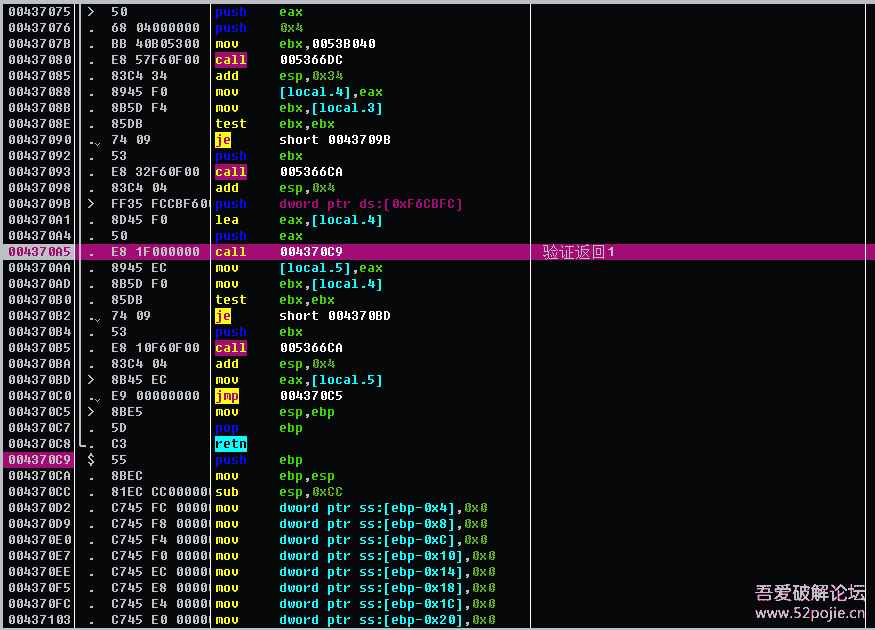 00437075 > 50 push eax
00437076 . 68 04000000 push 0x4
0043707B . BB 40B05300 mov ebx,0053B040
00437080 . E8 57F60F00 call 005366DC
00437085 . 83C4 34 add esp,0x34
00437088 . 8945 F0 mov [local.4],eax
0043708B . 8B5D F4 mov ebx,[local.3]
0043708E . 85DB test ebx,ebx
00437090 .⌄ 74 09 je short 0043709B
00437092 . 53 push ebx
00437093 . E8 32F60F00 call 005366CA
00437098 . 83C4 04 add esp,0x4
0043709B > FF35 FCCBF600 push dword ptr ds:[0xF6CBFC]
004370A1 . 8D45 F0 lea eax,[local.4]
004370A4 . 50 push eax
004370A5 . E8 1F000000 call 004370C9 验证返回1
004370AA . 8945 EC mov [local.5],eax
004370AD . 8B5D F0 mov ebx,[local.4]
004370B0 . 85DB test ebx,ebx
004370B2 .⌄ 74 09 je short 004370BD
004370B4 . 53 push ebx
004370B5 . E8 10F60F00 call 005366CA
004370BA . 83C4 04 add esp,0x4
004370BD > 8B45 EC mov eax,[local.5]
004370C0 .⌄ E9 00000000 jmp 004370C5
004370C5 > 8BE5 mov esp,ebp
004370C7 . 5D pop ebp
004370C8 . C3 retn
004370C9 $ 55 push ebp
004370CA . 8BEC mov ebp,esp
004370CC . 81EC CC00000 sub esp,0xCC
004370D2 . C745 FC 0000 mov dword ptr ss:[ebp-0x4],0x0
004370D9 . C745 F8 0000 mov dword ptr ss:[ebp-0x8],0x0
004370E0 . C745 F4 0000 mov dword ptr ss:[ebp-0xC],0x0
004370E7 . C745 F0 0000 mov dword ptr ss:[ebp-0x10],0x0
004370EE . C745 EC 0000 mov dword ptr ss:[ebp-0x14],0x0
004370F5 . C745 E8 0000 mov dword ptr ss:[ebp-0x18],0x0
004370FC . C745 E4 0000 mov dword ptr ss:[ebp-0x1C],0x0
00437103 . C745 E0 0000 mov dword ptr ss:[ebp-0x20],0x0
吾爱破解论坛
www.52pojie.cn